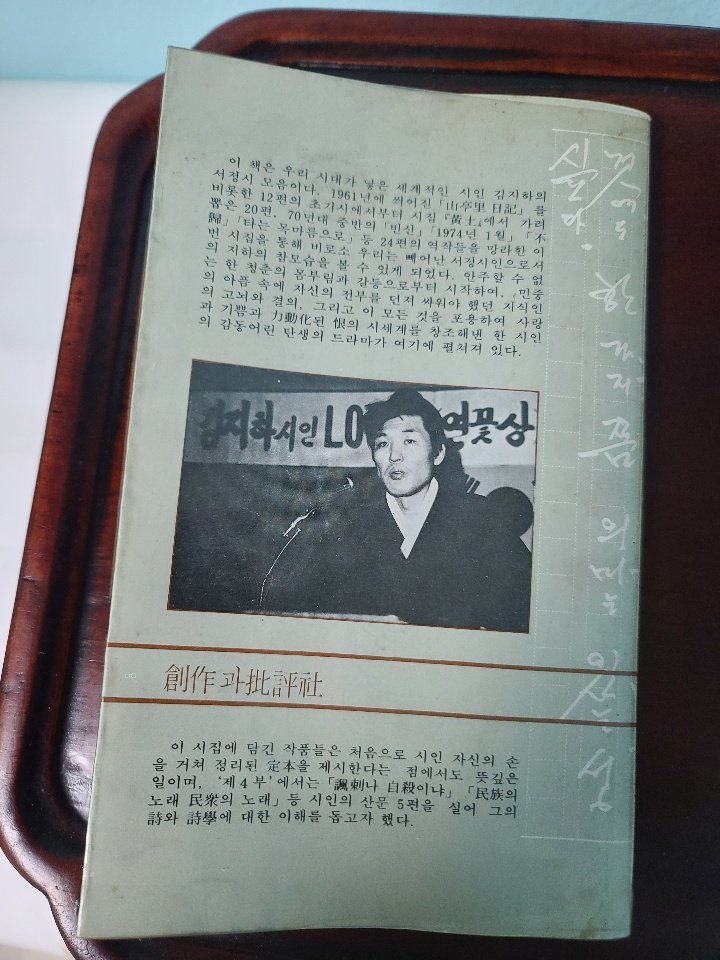 이 책은 우리 시대가 낳은 세계적인 시인 김지하의
서정시 모음이다. 1961년에 씌어진 「山亭里 日記」를
비롯한 12편의 초기시에서부터 시집 『黃土』에서 가려
뽑은 20편, 70년대 중반의 「빈산」 「1974년 1월」 「不
歸」 「타는 목마름으로」 등 24편의 역작들을 망라한 이
번 시집을 통해 비로소 우리는 빼어난 서정시인으로서
의 지하의 참모습을 볼 수 있게 되었다. 안주할 수 없
는 한 청춘의 몸부림과 갈등으로부터 시작하여, 민중
의 아픔 속에 자신의 전부를 던져 싸워야 했던 지식인
의 고뇌와 결의, 그리고 이 모든 것을 포용하여 사랑
과 기쁨과 力動化된 恨의 시세계를 창조해낸 한 시인
의 감동어린 탄생의 드라마가 여기에 펼쳐져 있다.
김지하시인 LO 연꽃상
創作과批評社
이 시집에 담긴 작품들은 처음으로 시인 자신의 손
을 거쳐 정리된 定本을 제시한다는 점에서도 뜻깊은
일이며, ‘제 4 부’에서는 「諷刺냐 自殺이냐」 「民族의
노래 民衆의 노래」 등 시인의 산문 5편을 실어 그의
詩와 詩學에 대한 이해를 돕고자 했다.